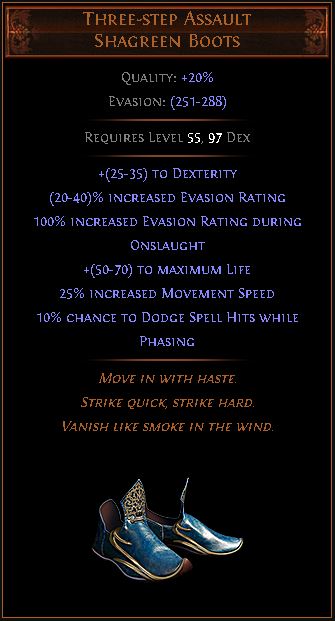 Three-step Assault
Shagreen Boots
Quality: +20%
Evasion: (251-288)
Requires Level 55, 97 Dex
+(25-35) to Dexterity
(20-40)% increased Evasion Rating
100% increased Evasion Rating during
Onslaught
+(50-70) to maximum Life
25% increased Movement Speed
10% chance to Dodge Spell Hits while
Phasing
Move in with haste.
Strike quick, strike hard.
Vanish like smoke in the wind.